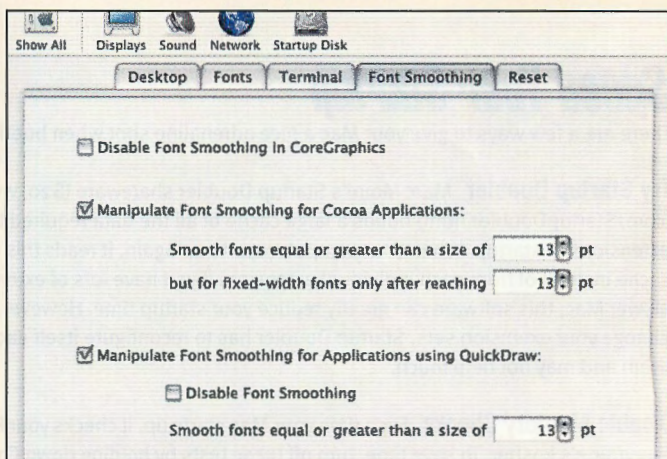 Show All Displays Sound Network Startup Disk
Desktop Fonts Terminal Font Smoothing Reset
Disable Font Smoothing in CoreGraphics
Manipulate Font Smoothing for Cocoa Applications:
Smooth fonts equal or greater than a size of 13 pt
but for fixed-width fonts only after reaching 13 pt
Manipulate Font Smoothing for Applications using QuickDraw:
Disable Font Smoothing
Smooth fonts equal or greater than a size of 13 pt